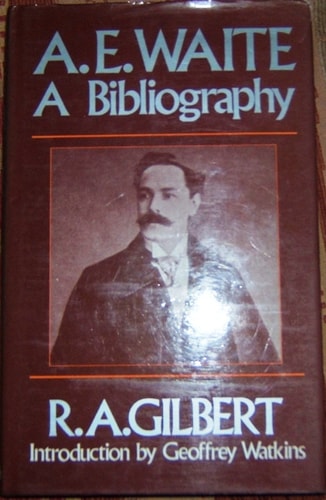 A.E.WAITE
A Bibliography
R.A.GILBERT
Introduction by Geoffrey Watkins